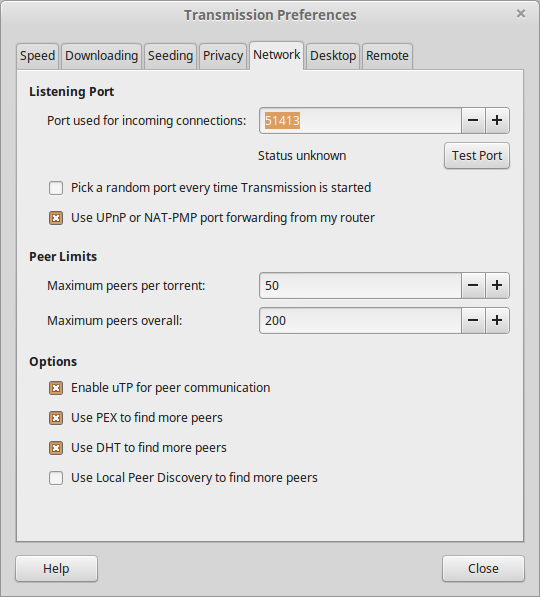 Transmission Preferences
Speed Downloading Seeding Privacy Network Desktop Remote
Listening Port
Port used for incoming connections: 51413
Status unknown Test Port
Pick a random port every time Transmission is started
Use UPnP or NAT-PMP port forwarding from my router
Peer Limits
Maximum peers per torrent: 50
Maximum peers overall: 200
Options
Enable uTP for peer communication
Use PEX to find more peers
Use DHT to find more peers
Use Local Peer Discovery to find more peers
Help Close